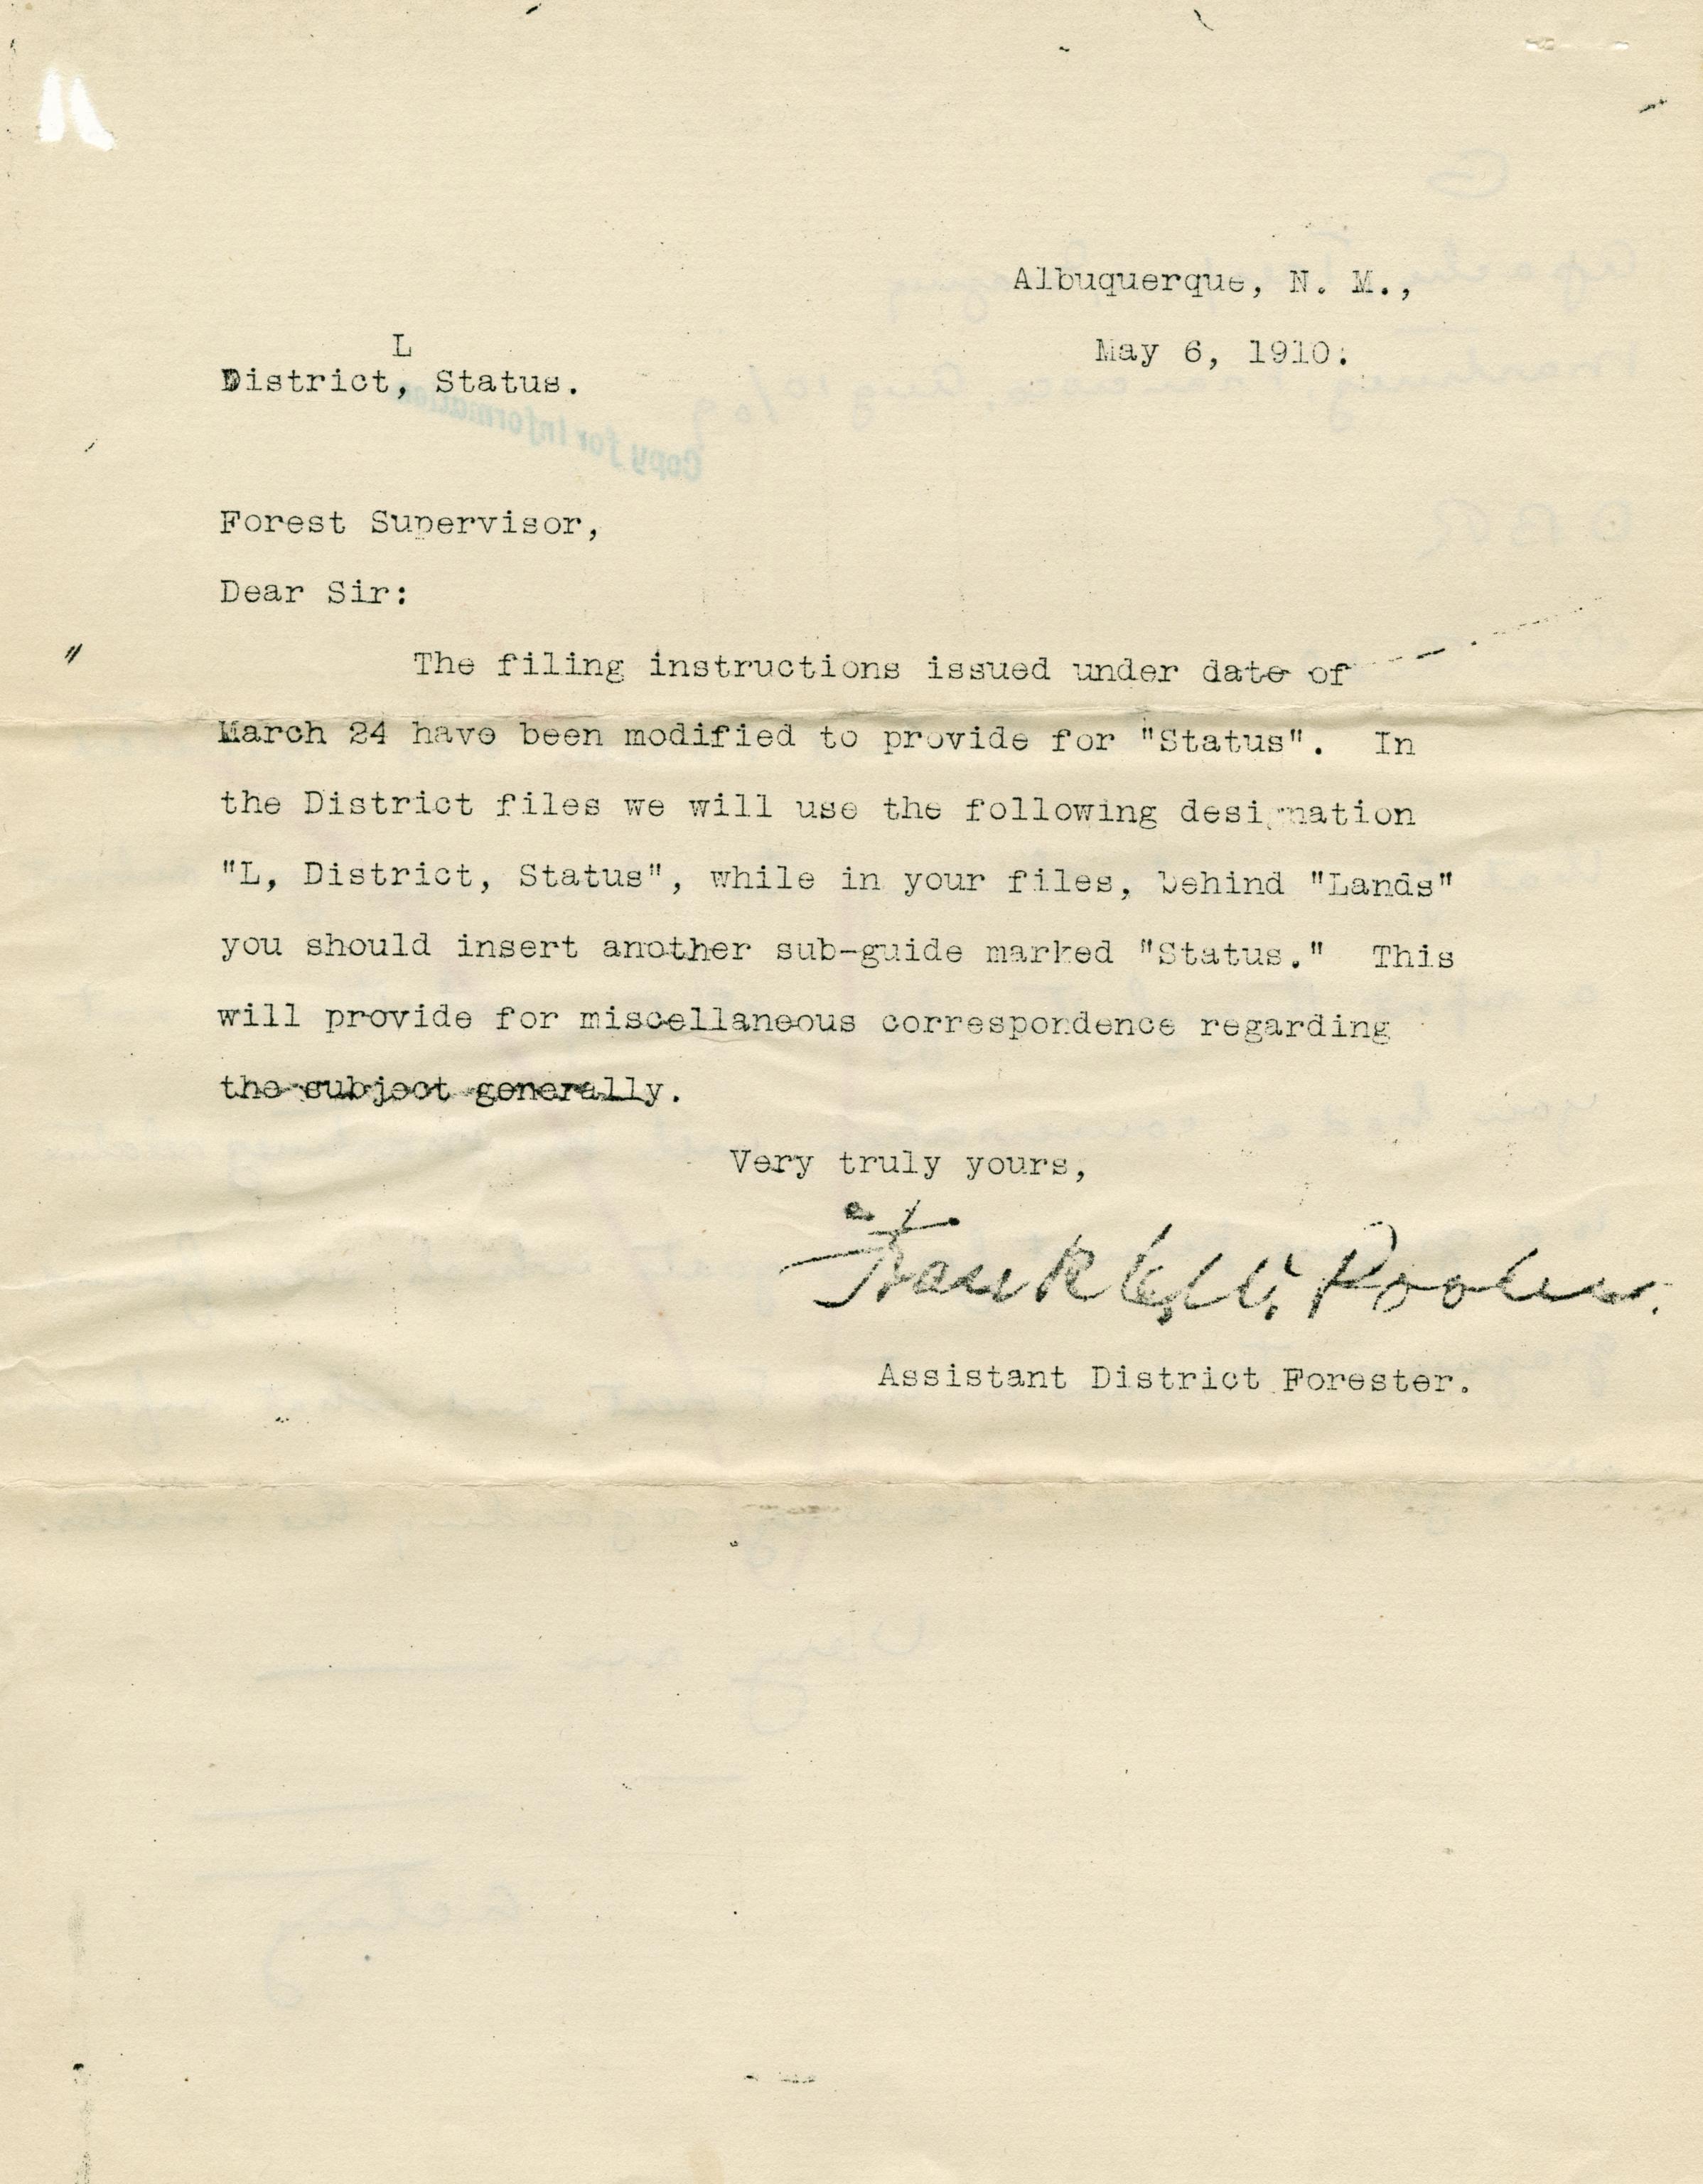 Albuquerque, N. M.,
May 6, 1910.
L
District, Status.
Copy for Information
Forest Supervisor,
Dear Sir:
The filing instructions issued under date of
March 24 have been modified to provide for "Status". In
the District files we will use the following designation
"L, District, Status", while in your files, behind "Lands"
you should insert another sub-guide marked "Status." This
will provide for miscellaneous correspondence regarding
the subject generally.
Very truly yours,
Frank C. W. Pooler.
Assistant District Forester.